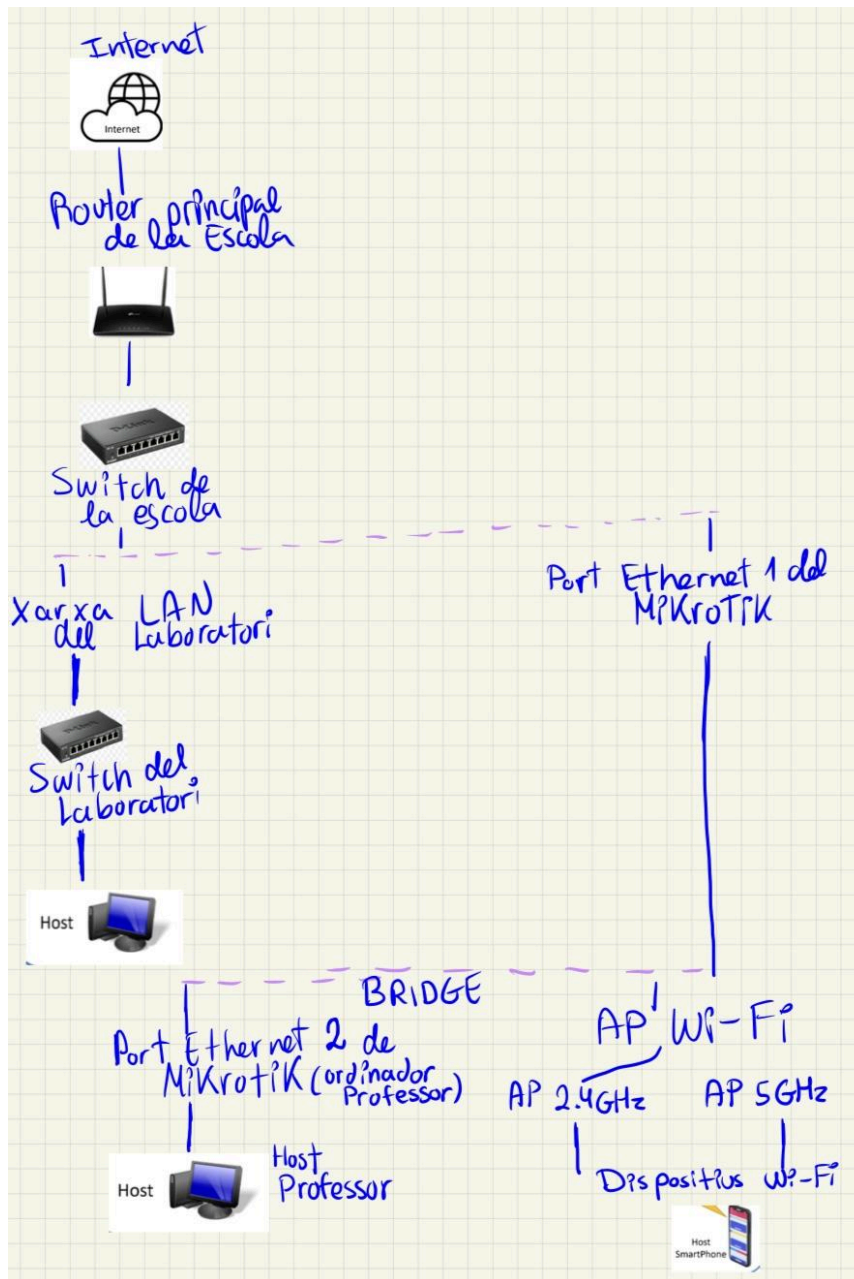 Internet
Internet
Router principal
de la Escola
Switch de
la escola
Port Ethernet 1 del
MikroTik
Xarxa LAN
del Laboratori
Switch del
Laboratori
Host
BRIDGE
Port Ethernet 2 de
Mikrotik (ordinador
Professor)
AP Wi-Fi
AP 2.4GHz
AP 5GHz
Host
Host
Professor
Dispositius Wi-Fi
Host
SmartPhone